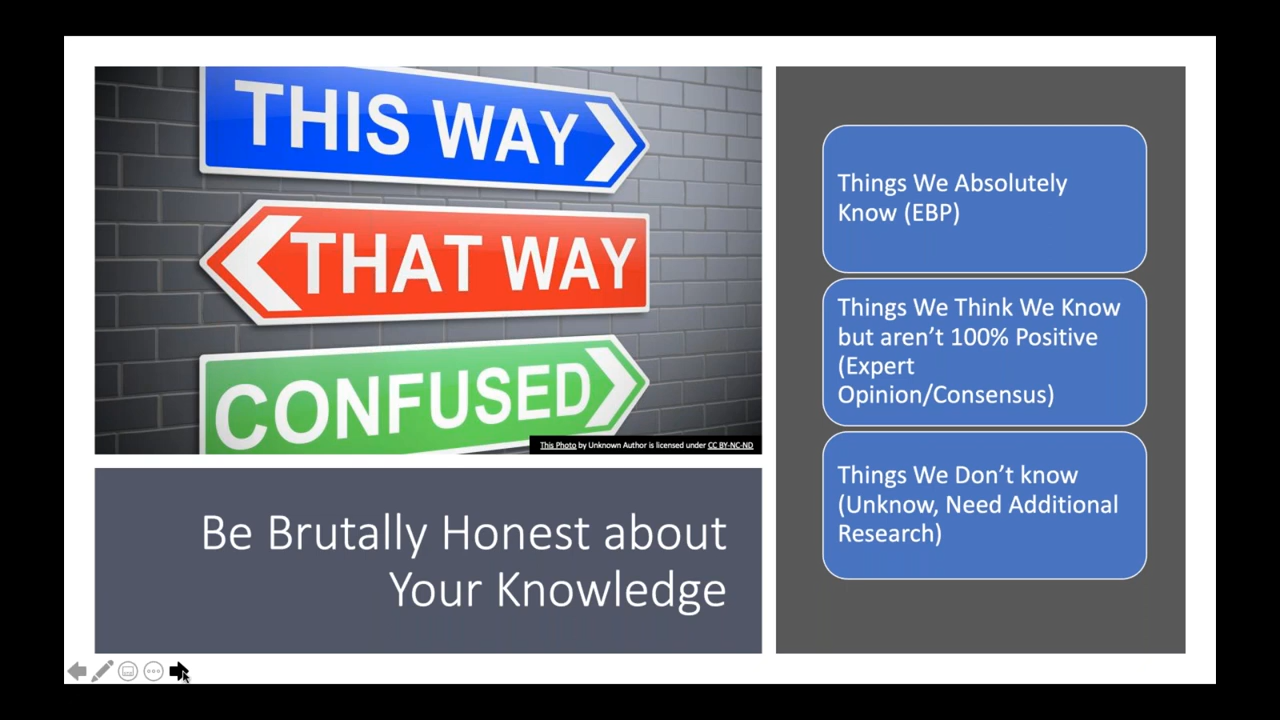 THIS WAY
THAT WAY
CONFUSED
This Photo by Unknown Author is licensed under CC BY-NC-ND
Be Brutally Honest about
Your Knowledge
Things We Absolutely
Know (EBP)
Things We Think We Know
but aren’t 100% Positive
(Expert
Opinion/Consensus)
Things We Don’t know
(Unknow, Need Additional
Research)